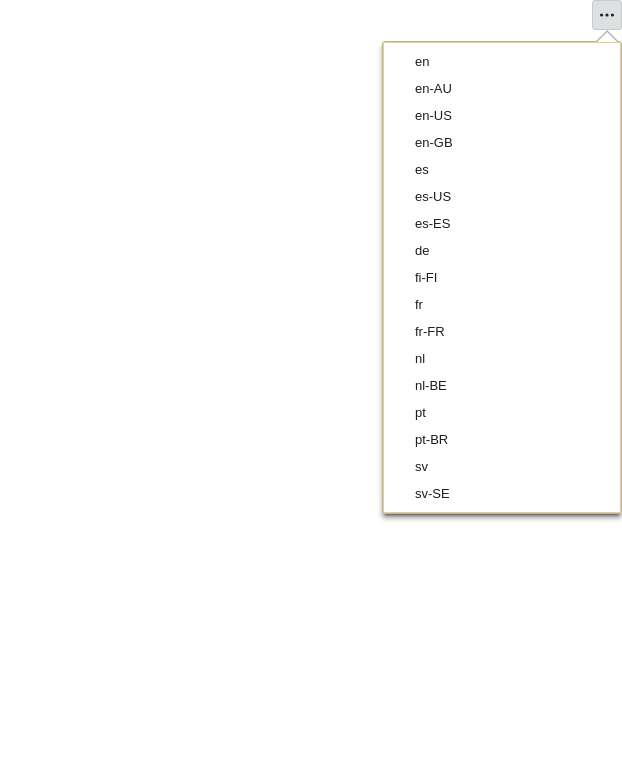 en
en-AU
en-US
en-GB
es
es-US
es-ES
de
fi-FI
fr
fr-FR
nl
nl-BE
pt
pt-BR
sv
sv-SE